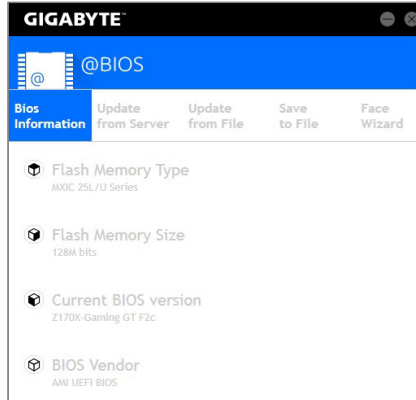 GIGABYTE™
@BIOS
@
Bios Information
Update from Server
Update from File
Save to File
Face Wizard
Flash Memory Type
MXIC 25L/U Series
Flash Memory Size
128M bits
Current BIOS version
Z170X-Gaming GT F2c
BIOS Vendor
AMI UEFI BIOS